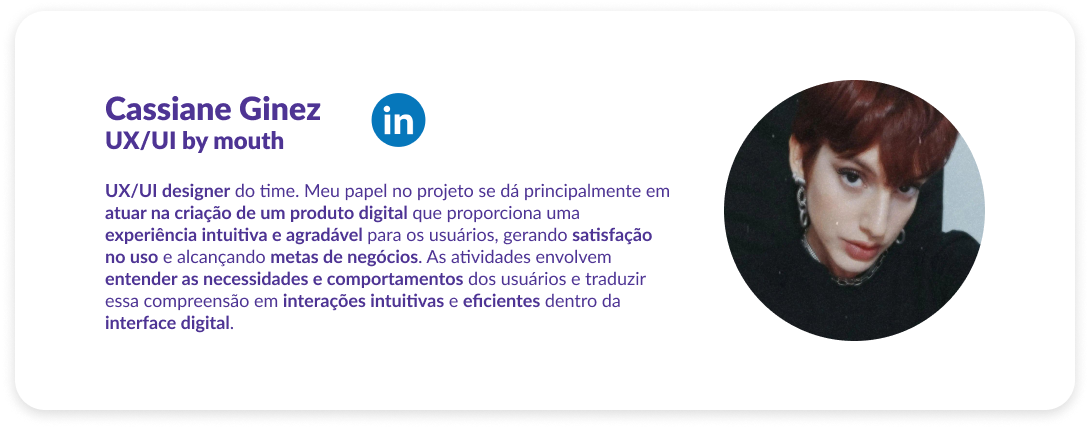 Cassiane Ginez
UX/UI by mouth
in
UX/UI designer do time. Meu papel no projeto se dá principalmente em
atuar na criação de um produto digital que proporciona uma
experiência intuitiva e agradável para os usuários, gerando satisfação
no uso e alcançando metas de negócios. As atividades envolvem
entender as necessidades e comportamentos dos usuários e traduzir
essa compreensão em interações intuitivas e eficientes dentro da
interface digital.